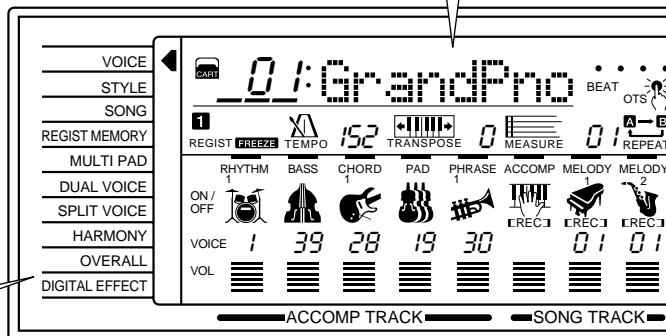 VOICE
STYLE
SONG
REGIST MEMORY
MULTI PAD
DUAL VOICE
SPLIT VOICE
HARMONY
OVERALL
DIGITAL EFFECT
CART
_01:GrandPno
BEAT
OTS
1
A B
REGIST FREEZE TEMPO 152 TRANSPOSE 0 MEASURE 01 REPEAT
RHYTHM 1 BASS CHORD 1 PAD PHRASE 1 ACCOMP MELODY 1 MELODY 2
ON / OFF
REC REC REC
VOICE 1 39 28 19 30 01 01
VOL
ACCOMP TRACK SONG TRACK